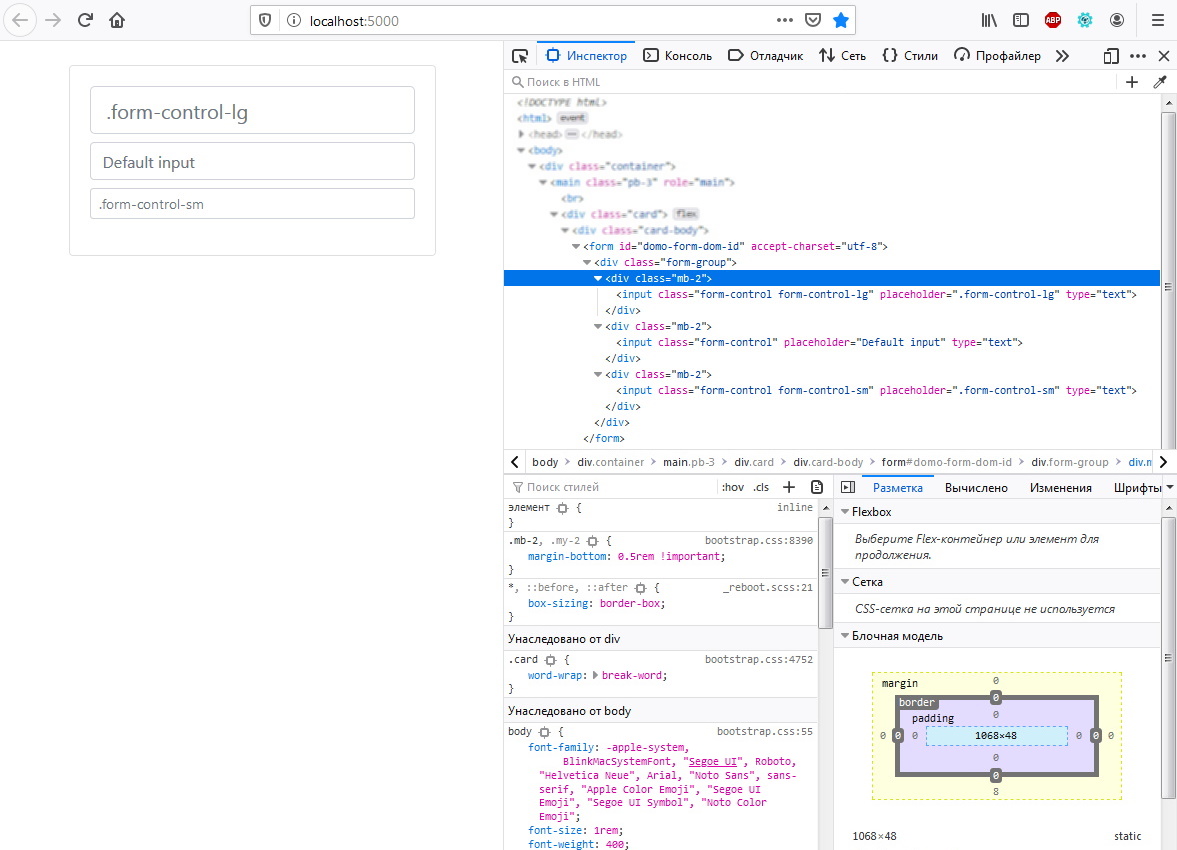 localhost:5000
ABP
.form-control-lg
Default input
.form-control-sm
Инспектор
Консоль
Отладчик
Сеть
Стили
Профайлер
Поиск в HTML
<!DOCTYPE html>
<html> event
<head> </head>
<body>
<div class="container">
<main class="pb-3" role="main">
<br>
<div class="card"> flex
<div class="card-body">
<form id="domo-form-dom-id" accept-charset="utf-8">
<div class="form-group">
<div class="mb-2">
<input class="form-control form-control-lg" placeholder=".form-control-lg" type="text">
</div>
<div class="mb-2">
<input class="form-control" placeholder="Default input" type="text">
</div>
<div class="mb-2">
<input class="form-control form-control-sm" placeholder=".form-control-sm" type="text">
</div>
</div>
</form>
body div.container main.pb-3 div.card div.card-body form#domo-form-dom-id div.form-group div.m
Поиск стилей
:hov .cls
элемент { inline
}
.mb-2, .my-2 { bootstrap.css:8390
margin-bottom: 0.5rem !important;
}
*, ::before, ::after { _reboot.scss:21
box-sizing: border-box;
}
Унаследовано от div
.card { bootstrap.css:4752
word-wrap: break-word;
}
Унаследовано от body
body { bootstrap.css:55
font-family: -apple-system,
BlinkMacSystemFont, "Segoe UI", Roboto,
"Helvetica Neue", Arial, "Noto Sans", sans-
serif, "Apple Color Emoji", "Segoe UI
Emoji", "Segoe UI Symbol", "Noto Color
Emoji";
font-size: 1rem;
font-weight: 400;
Разметка Вычислено Изменения Шрифты
Flexbox
Выберите Flex-контейнер или элемент для
продолжения.
Сетка
CSS-сетка на этой странице не используется
Блочная модель
margin 0
border 0
padding 0
0 0 0 1068×48 0 0 0
0
0
8
1068×48 static